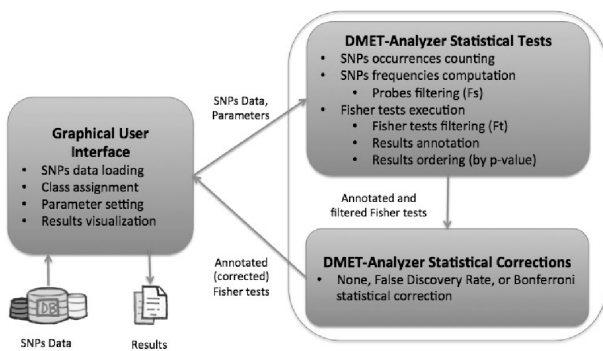 DMET-Analyzer Statistical Tests
• SNPs occurrences counting
• SNPs frequencies computation
• Probes filtering (Fs)
• Fisher tests execution
• Fisher tests filtering (Ft)
• Results annotation
• Results ordering (by p-value)
SNPs Data,
Parameters
Graphical User
Interface
• SNPs data loading
• Class assignment
• Parameter setting
• Results visualization
Annotated and
filtered Fisher tests
Annotated
(corrected)
Fisher tests
DMET-Analyzer Statistical Corrections
• None, False Discovery Rate, or Bonferroni
statistical correction
DB
SNPs Data
Results